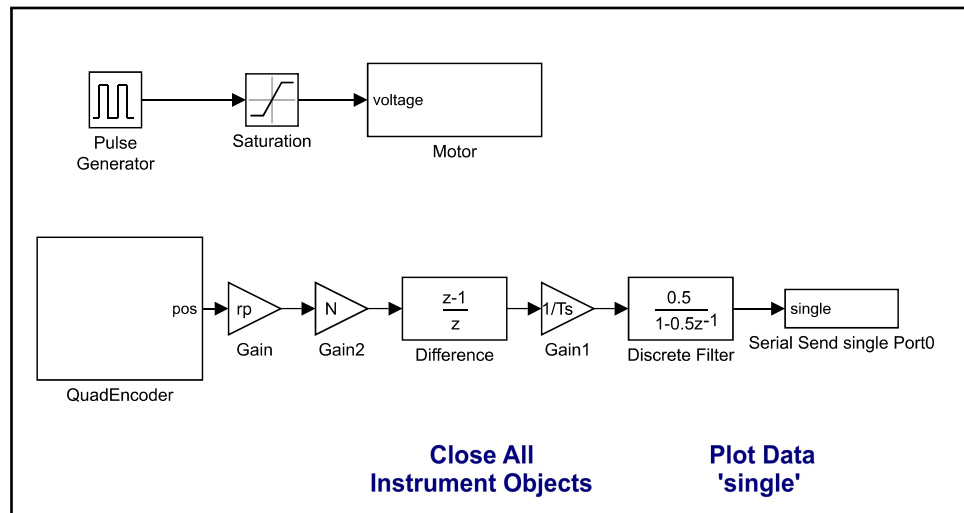 voltage
Pulse
Generator
Saturation
Motor
pos
rp
N
z-1
z
1/Ts
0.5
1-0.5z-1
single
Gain
Gain2
Difference
Gain1
Discrete Filter
Serial Send single Port0
QuadEncoder
Close All
Instrument Objects
Plot Data
'single'